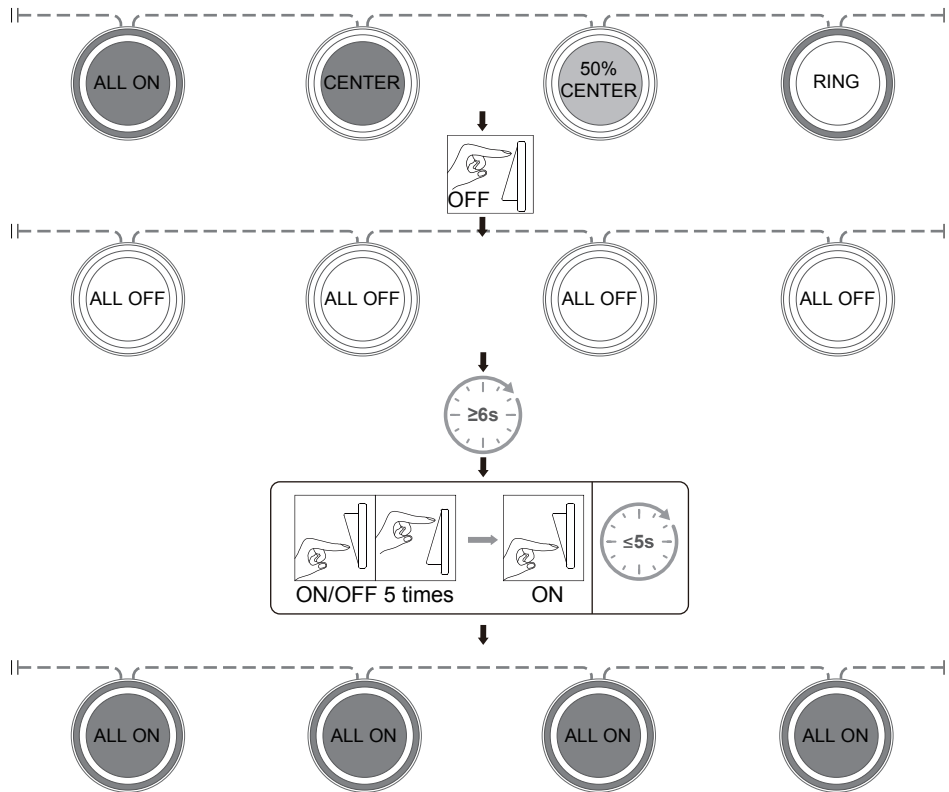 ALL ON
CENTER
50%
CENTER
RING
OFF
ALL OFF
ALL OFF
ALL OFF
ALL OFF
≥6s
ON/OFF 5 times
ON
≤5s
ALL ON
ALL ON
ALL ON
ALL ON